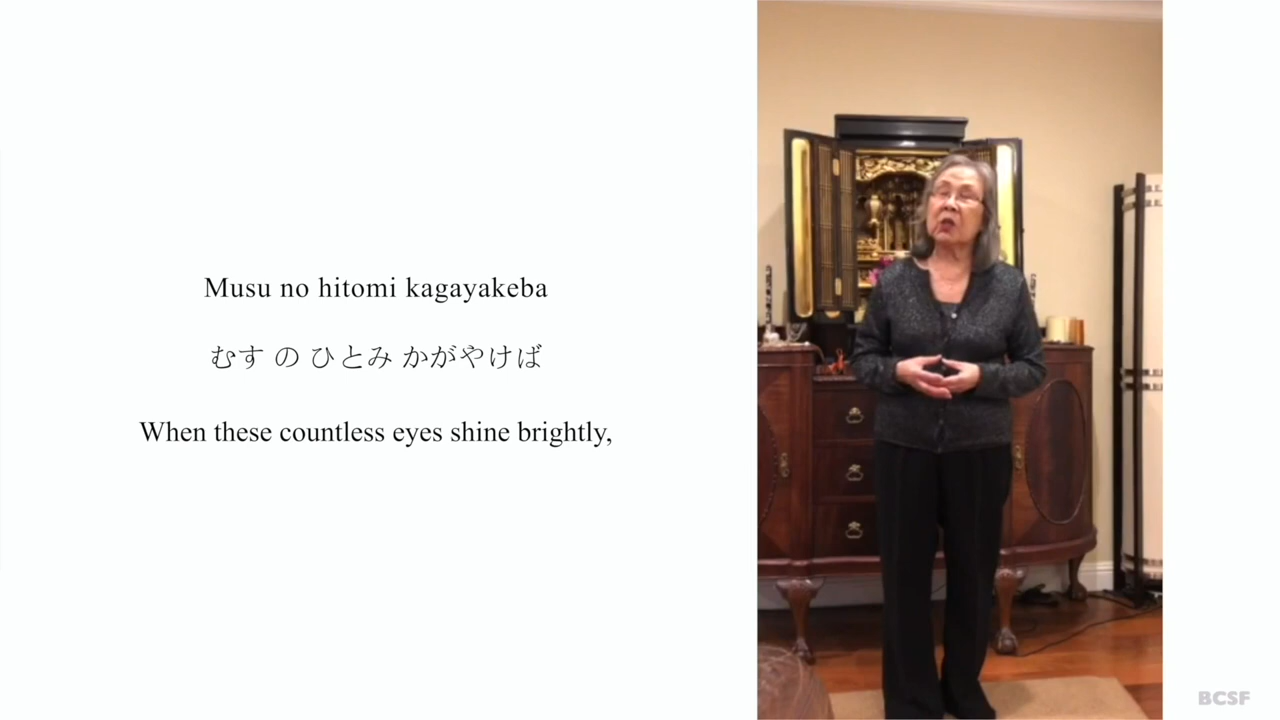 Musu no hitomi kagayakeba
むす の ひとみ かがやけば
When these countless eyes shine brightly,
BCSF